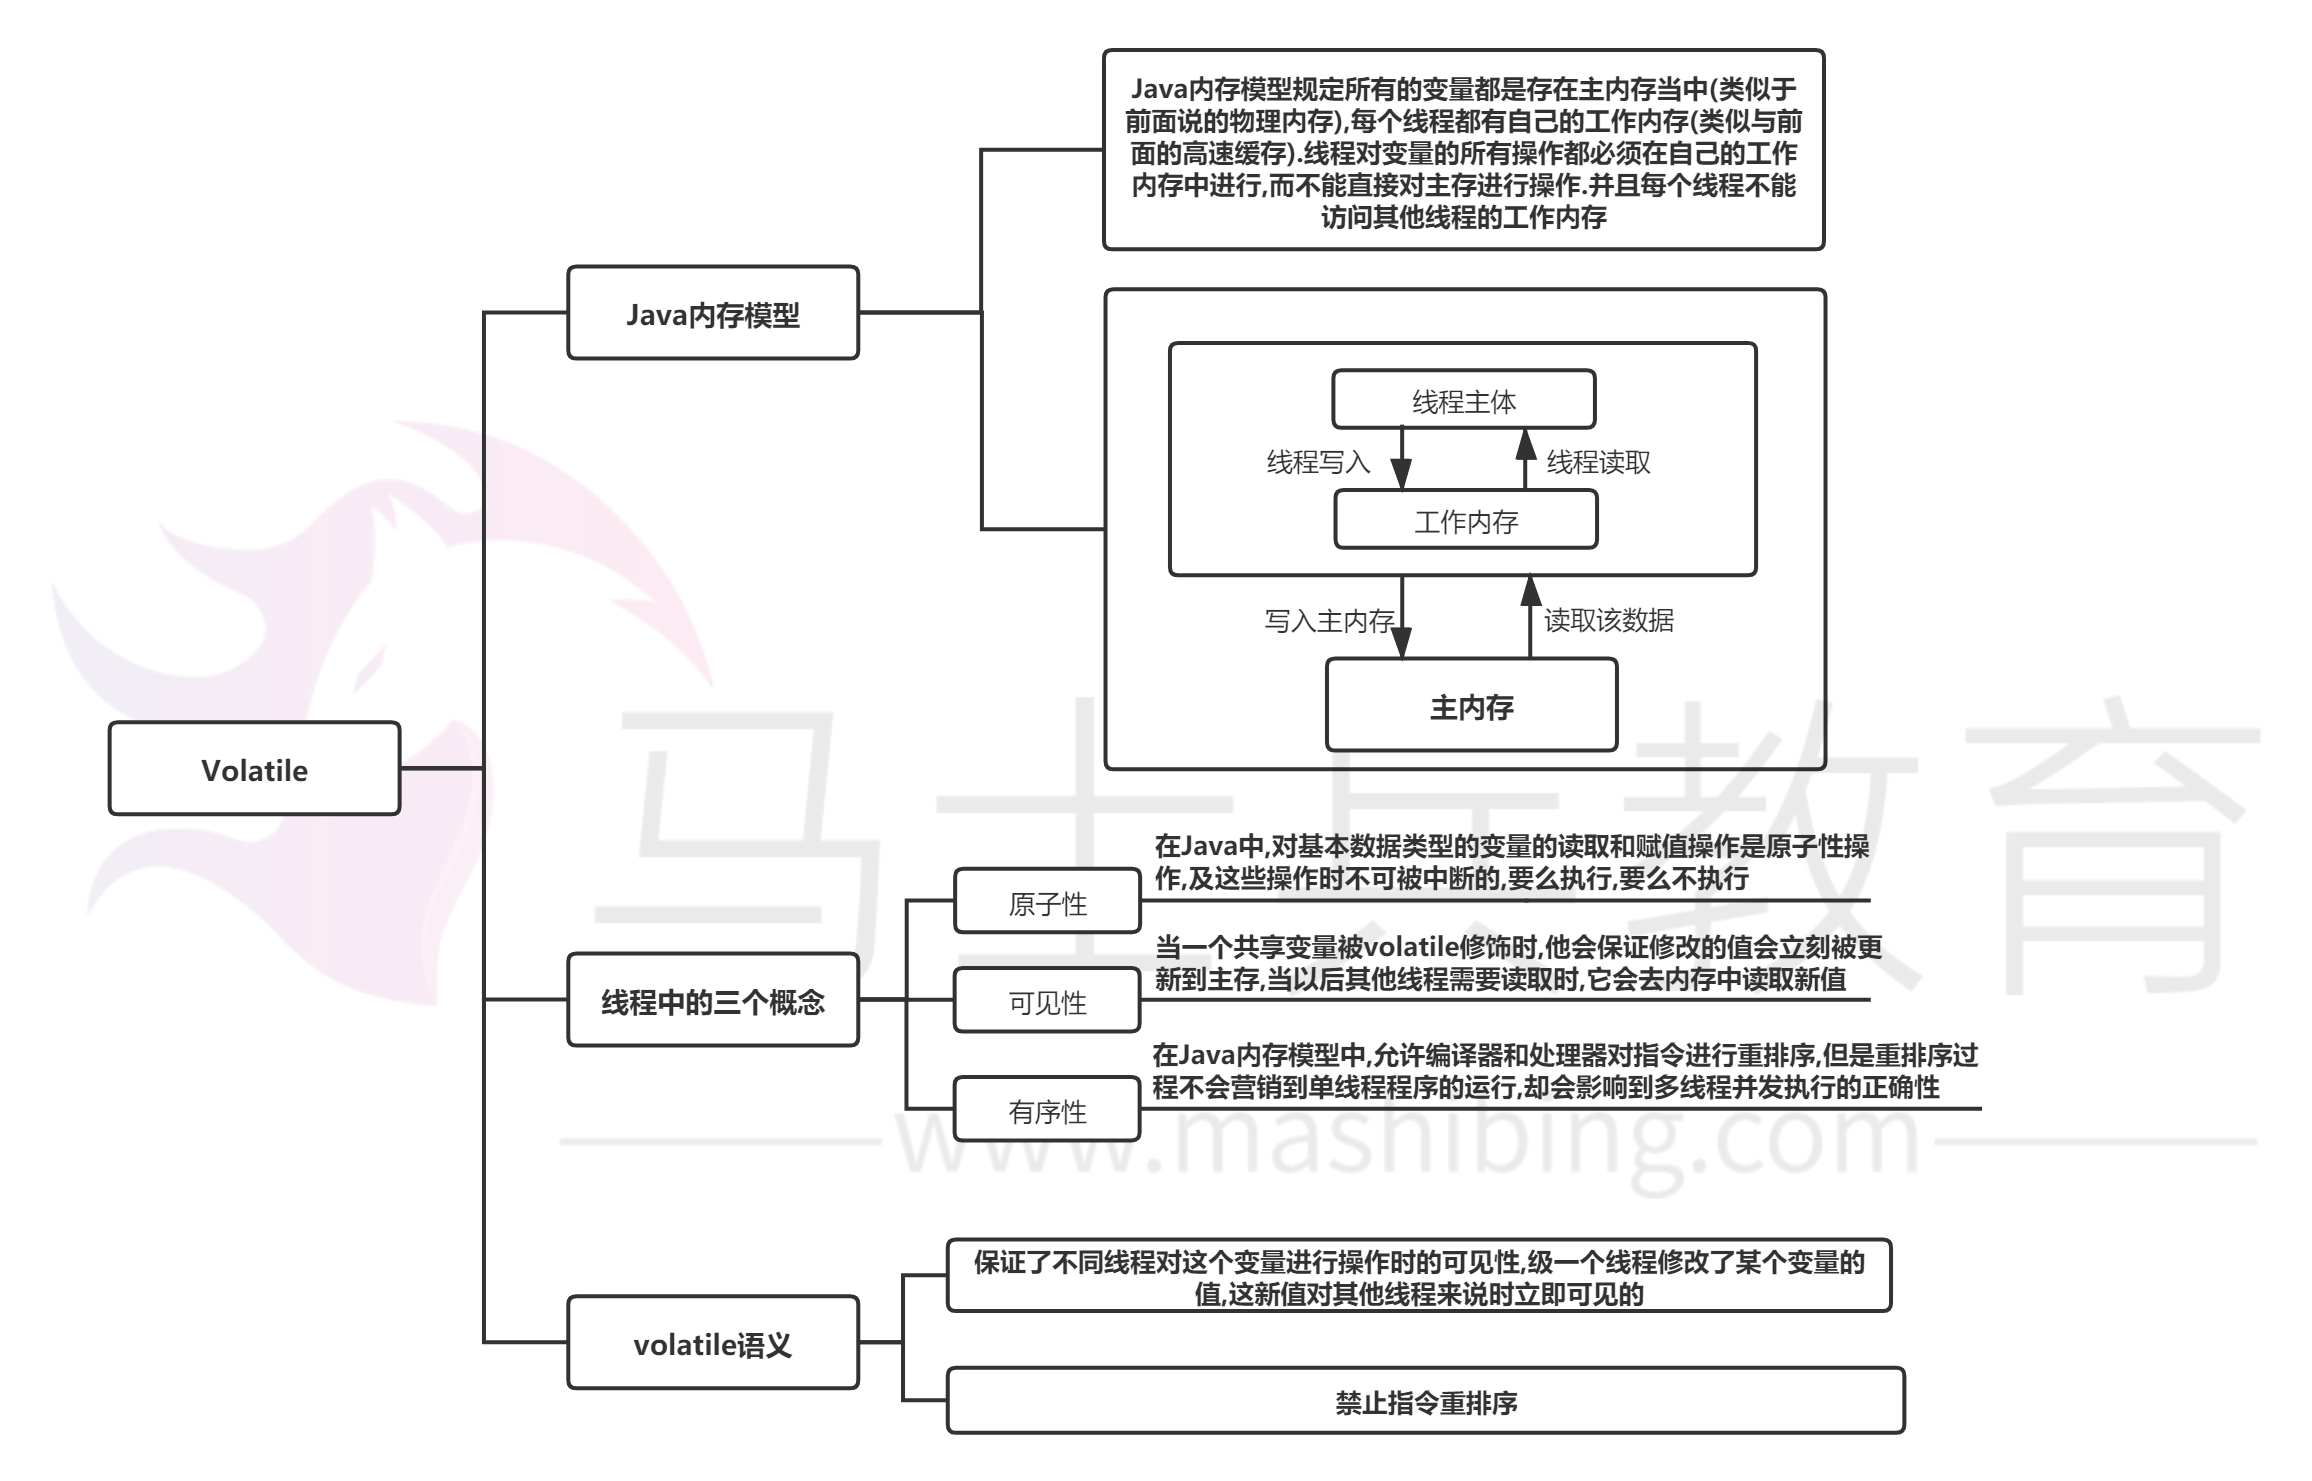 Java内存模型规定所有的变量都是存在主内存当中(类似于
前面说的物理内存),每个线程都有自己的工作内存(类似与前
面的高速缓存).线程对变量的所有操作都必须在自己的工作
内存中进行,而不能直接对主存进行操作.并且每个线程不能
访问其他线程的工作内存
Java内存模型
线程主体
线程写入
线程读取
工作内存
写入主内存
读取该数据
主内存
Volatile
马士兵教育
在Java中,对基本数据类型的变量的读取和赋值操作是原子性操
作,及这些操作时不可被中断的,要么执行,要么不执行
原子性
当一个共享变量被volatile修饰时,他会保证修改的值会立刻被更
新到主存,当以后其他线程需要读取时,它会去内存中读取新值
线程中的三个概念
可见性
在Java内存模型中,允许编译器和处理器对指令进行重排序,但是重排序过
程不会营销到单线程程序的运行,却会影响到多线程并发执行的正确性
有序性
www.mashibing.com
保证了不同线程对这个变量进行操作时的可见性,级一个线程修改了某个变量的
值,这新值对其他线程来说时立即可见的
volatile语义
禁止指令重排序